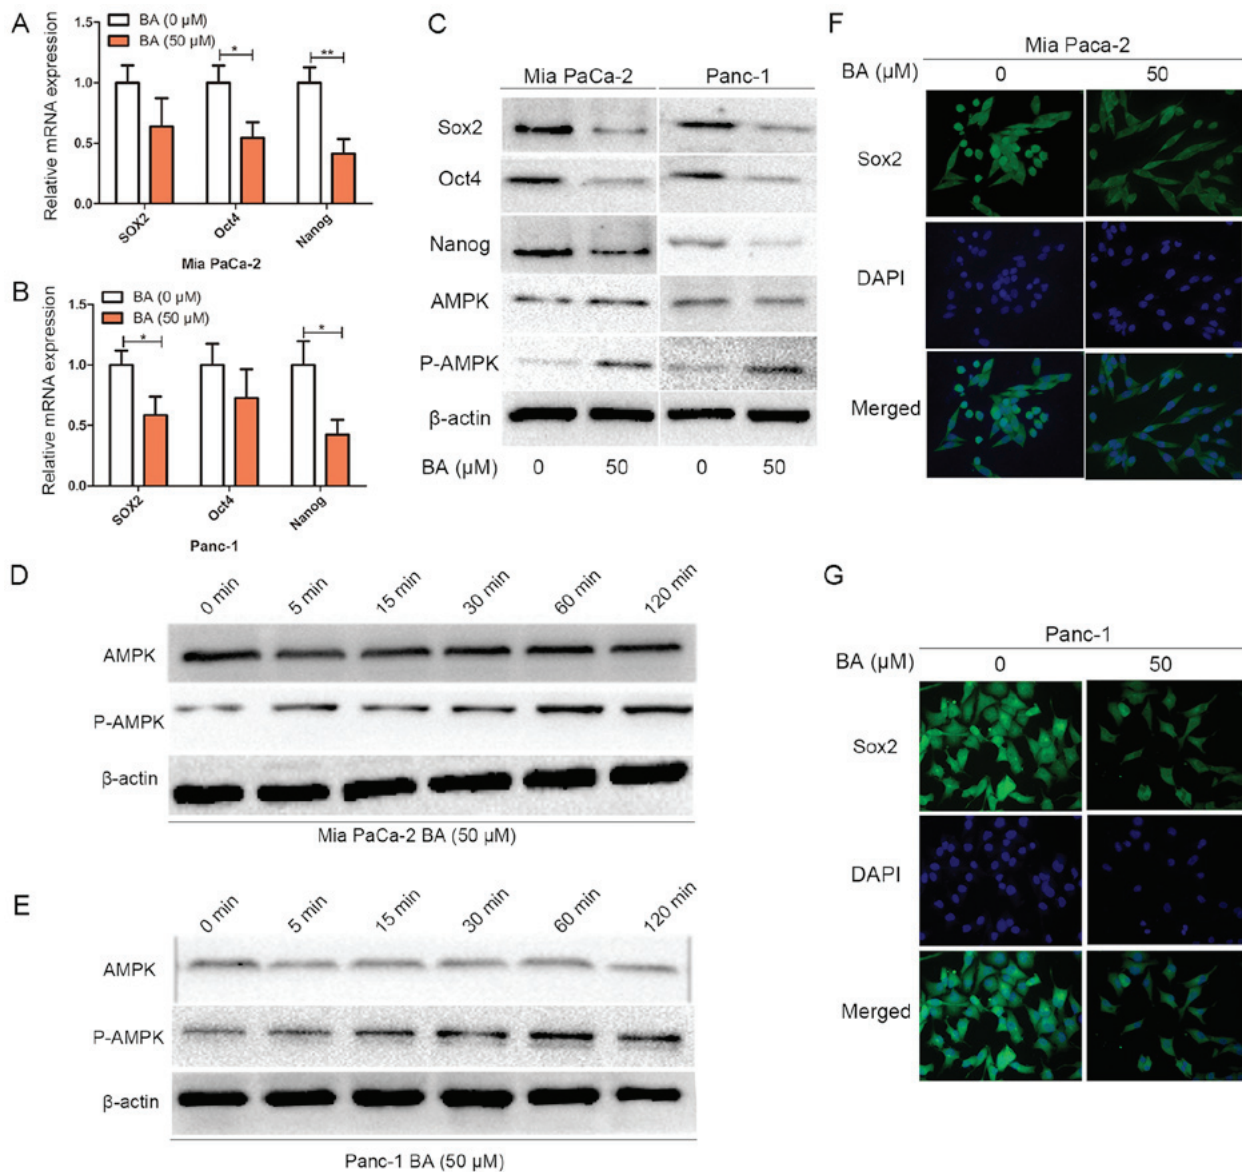 A
Relative mRNA expression
1.5
1.0
0.5
0.0
BA (0 µM)
BA (50 µM)
*
**
SOX2
Oct4
Nanog
Mia PaCa-2
B
Relative mRNA expression
1.5
1.0
0.5
0.0
BA (0 µM)
BA (50 µM)
*
*
SOX2
Oct4
Nanog
Panc-1
C
Mia PaCa-2 Panc-1
Sox2
Oct4
Nanog
AMPK
P-AMPK
β-actin
BA (µM) 0 50 0 50
D
0 min 5 min 15 min 30 min 60 min 120 min
AMPK
P-AMPK
β-actin
Mia PaCa-2 BA (50 µM)
E
0 min 5 min 15 min 30 min 60 min 120 min
AMPK
P-AMPK
β-actin
Panc-1 BA (50 µM)
F
Mia Paca-2
BA (µM) 0 50
Sox2
DAPI
Merged
G
Panc-1
BA (µM) 0 50
Sox2
DAPI
Merged